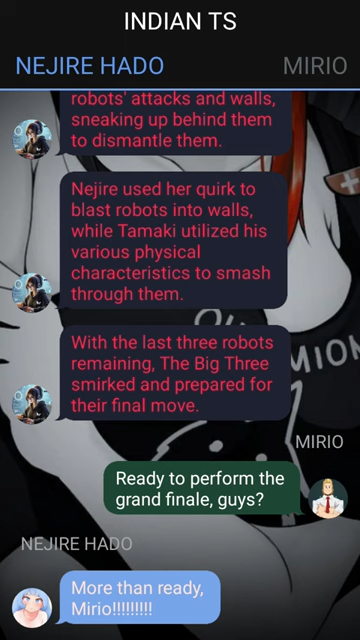 INDIAN TS
NEJIRE HADO
MIRIO
robots' attacks and walls,
sneaking up behind them
to dismantle them.
Nejire used her quirk to
blast robots into walls,
while Tamaki utilized his
various physical
characteristics to smash
through them.
With the last three robots
remaining, The Big Three
smirked and prepared for
their final move.
MIRIO
Ready to perform the
grand finale, guys?
NEJIRE HADO
More than ready,
Mirio!!!!!!!!!